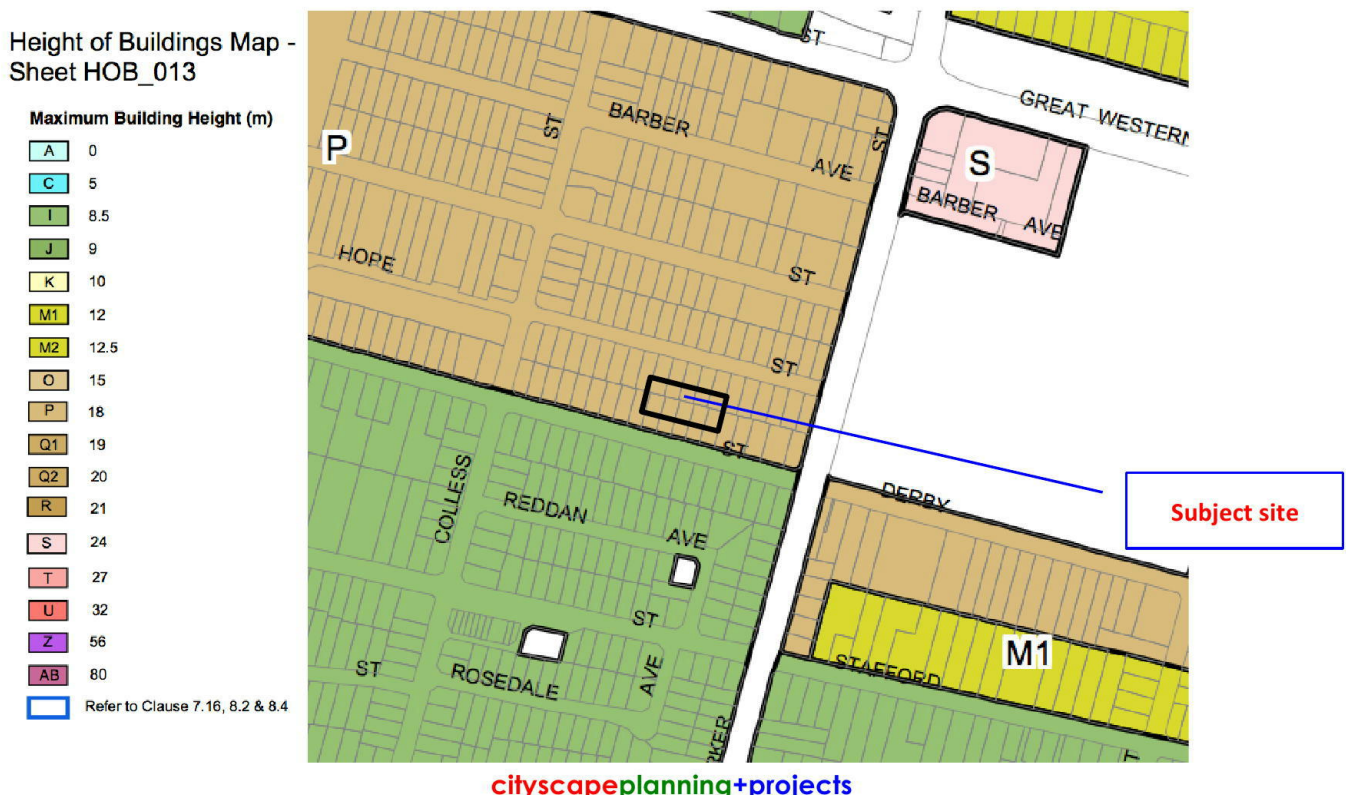 Height of Buildings Map -
Sheet HOB_013
Maximum Building Height (m)
A 0
C 5
I 8.5
J 9
K 10
M1 12
M2 12.5
O 15
P 18
Q1 19
Q2 20
R 21
S 24
T 27
U 32
Z 56
AB 80
Refer to Clause 7.16, 8.2 & 8.4
ST
GREAT WESTERN
BARBER AVE
ST
ST
P
S
BARBER AVE
HOPE ST
ST
ST
DERBY
Subject site
COLLESS
REDDAN AVE
ST
ST
ROSEDALE
AVE
M1
STAFFORD
RKER
T
cityscapeplanning+projects